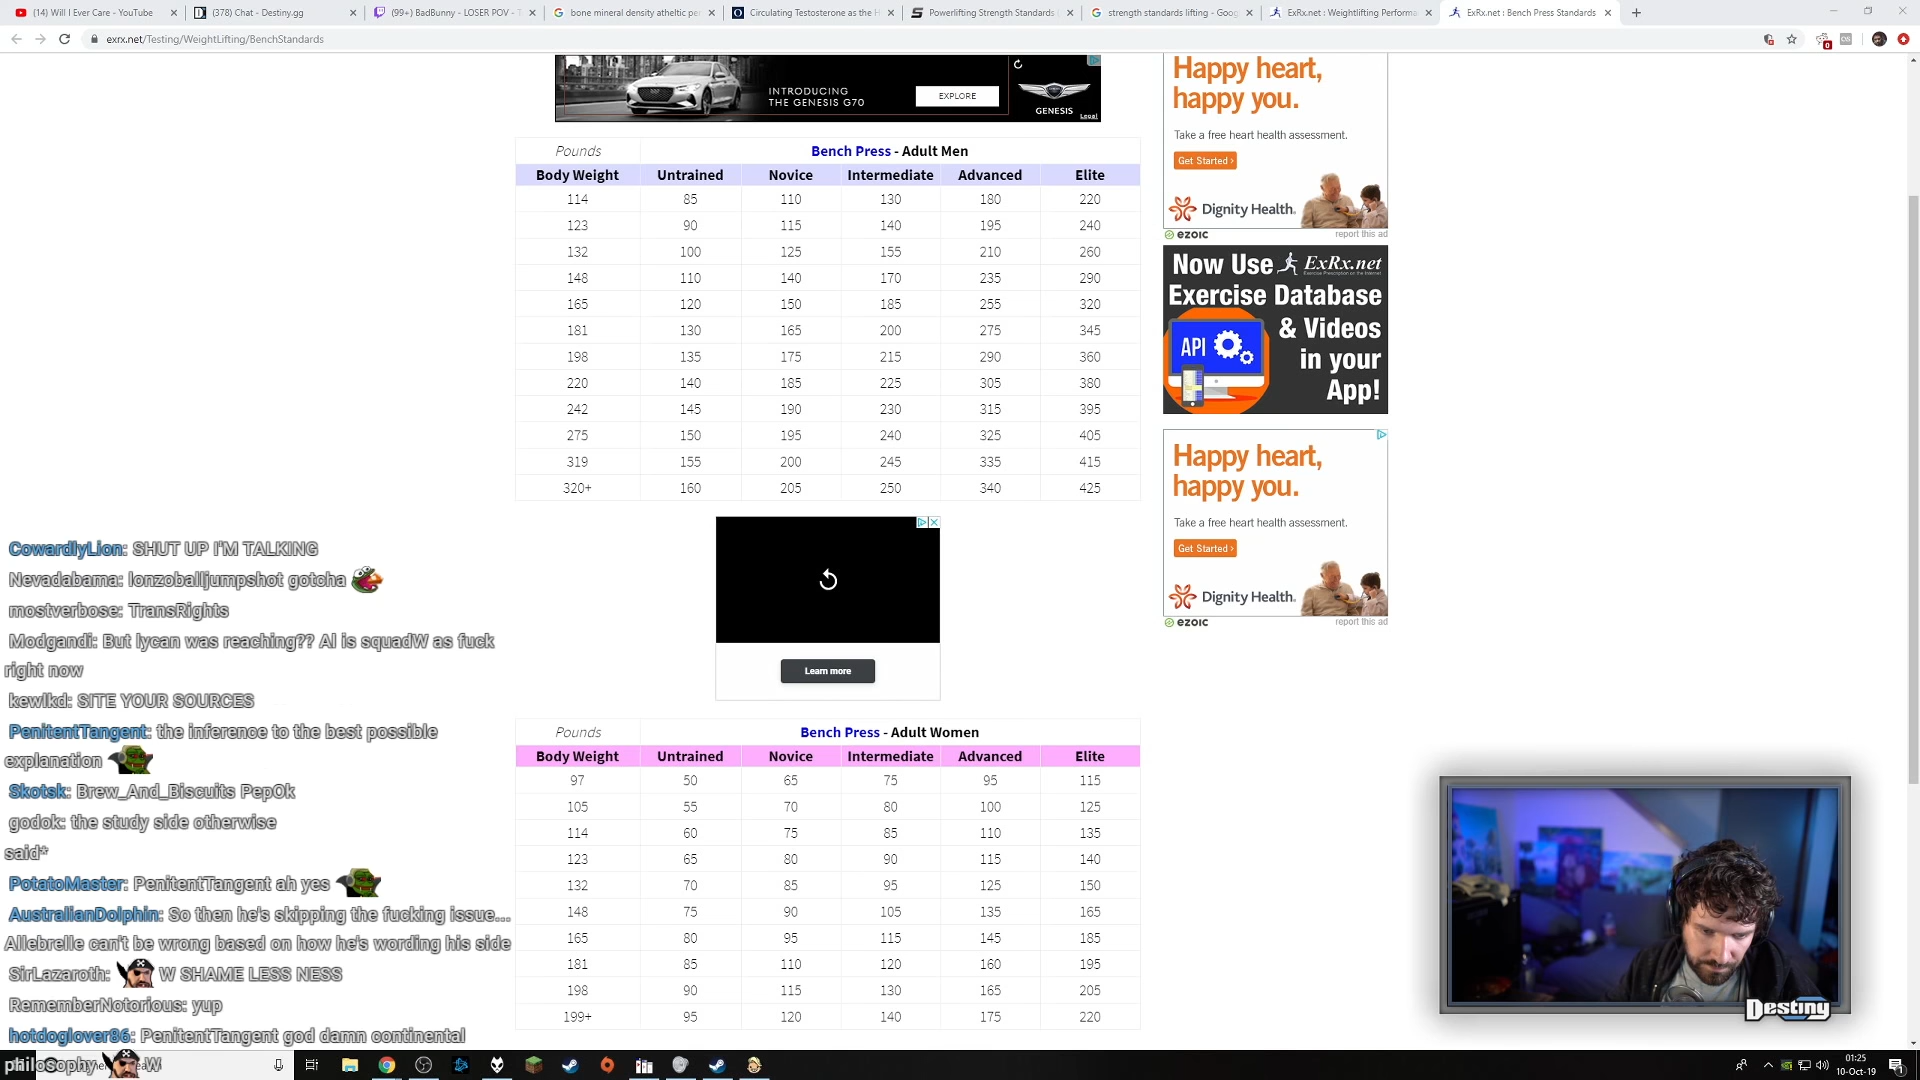 (14) Will I Ever Care - YouTube
(378) Chat - Destiny.gg
(99+) BadBunny - LOSER POV - T
bone mineral density atheltic per
Circulating Testosterone as the H
Powerlifting Strength Standards
strength standards lifting - Goog
ExRx.net : Weightlifting Performa
ExRx.net : Bench Press Standards
exrx.net/Testing/WeightLifting/BenchStandards
INTRODUCING
THE GENESIS G70
EXPLORE
GENESIS
Legal
Happy heart,
happy you.
Take a free heart health assessment.
Get Started ›
Dignity Health.
ezoic
report this ad
Now Use ExRx.net
Exercise Prescription on the Internet
Exercise Database
& Videos
API
in your
App!
Happy heart,
happy you.
Take a free heart health assessment.
Get Started ›
Dignity Health.
ezoic
report this ad
Pounds Bench Press - Adult Men
Body Weight Untrained Novice Intermediate Advanced Elite
114 85 110 130 180 220
123 90 115 140 195 240
132 100 125 155 210 260
148 110 140 170 235 290
165 120 150 185 255 320
181 130 165 200 275 345
198 135 175 215 290 360
220 140 185 225 305 380
242 145 190 230 315 395
275 150 195 240 325 405
319 155 200 245 335 415
320+ 160 205 250 340 425
Learn more
Pounds Bench Press - Adult Women
Body Weight Untrained Novice Intermediate Advanced Elite
97 50 65 75 95 115
105 55 70 80 100 125
114 60 75 85 110 135
123 65 80 90 115 140
132 70 85 95 125 150
148 75 90 105 135 165
165 80 95 115 145 185
181 85 110 120 160 195
198 90 115 130 165 205
199+ 95 120 140 175 220
CowardlyLion: SHUT UP I'M TALKING
Nevadabama: lonzoballjumpshot gotcha
mostverbose: TransRights
Modgandi: But lycan was reaching?? Al is squadW as fuck
right now
kewlkd: SITE YOUR SOURCES
PenitentTangent: the inference to the best possible
explanation
Skotsk: Brew_And_Biscuits PepOk
godok: the study side otherwise
said*
PotatoMaster: PenitentTangent ah yes
AustralianDolphin: So then he's skipping the fucking issue...
Allebrelle can't be wrong based on how he's wording his side
SirLazaroth: W SHAME LESS NESS
RememberNotorious: yup
hotdoglover86: PenitentTangent god damn continental
philosophy W
Destiny
01:25
10-Oct-19